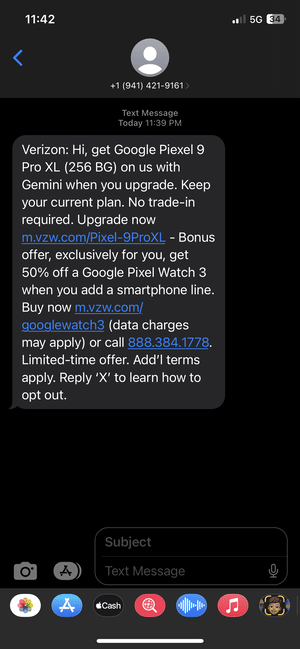 11:42
5G 34
+1 (941) 421-9161
Text Message
Today 11:39 PM
Verizon: Hi, get Google Piexel 9
Pro XL (256 BG) on us with
Gemini when you upgrade. Keep
your current plan. No trade-in
required. Upgrade now
m.vzw.com/Pixel-9ProXL - Bonus
offer, exclusively for you, get
50% off a Google Pixel Watch 3
when you add a smartphone line.
Buy now m.vzw.com/
googlewatch3 (data charges
may apply) or call 888.384.1778.
Limited-time offer. Add’l terms
apply. Reply ‘X’ to learn how to
opt out.
Subject
Text Message
Cash